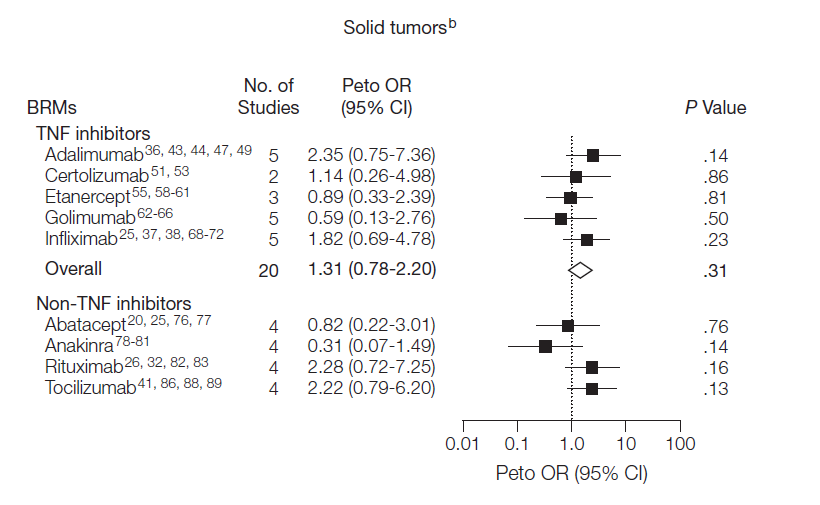 Solid tumorsb
No. of Peto OR
BRMs Studies (95% CI) P Value
TNF inhibitors
Adalimumab36, 43, 44, 47, 49 5 2.35 (0.75-7.36) .14
Certolizumab51, 53 2 1.14 (0.26-4.98) .86
Etanercept55, 58-61 3 0.89 (0.33-2.39) .81
Golimumab62-66 5 0.59 (0.13-2.76) .50
Infliximab25, 37, 38, 68-72 5 1.82 (0.69-4.78) .23
Overall 20 1.31 (0.78-2.20) .31
Non-TNF inhibitors
Abatacept20, 25, 76, 77 4 0.82 (0.22-3.01) .76
Anakinra78-81 4 0.31 (0.07-1.49) .14
Rituximab26, 32, 82, 83 4 2.28 (0.72-7.25) .16
Tocilizumab41, 86, 88, 89 4 2.22 (0.79-6.20) .13
0.01 0.1 1.0 10 100
Peto OR (95% CI)